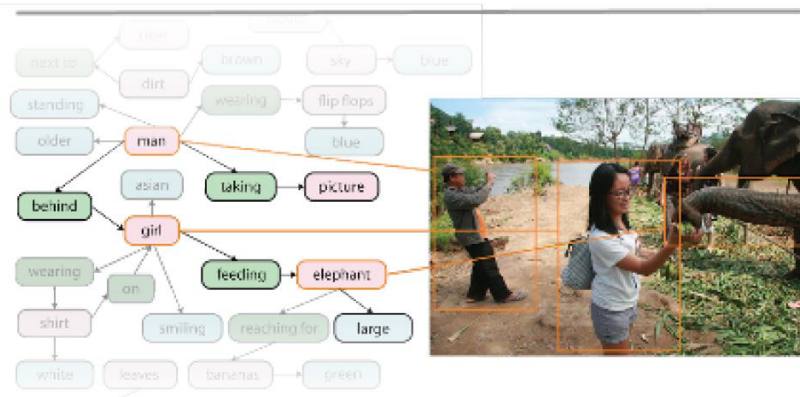 next to
brown
sky
blue
dirt
standing
wearing
flip flops
older
man
blue
asian
taking
picture
behind
girl
wearing
feeding
elephant
on
shirt
smiling
reaching for
large
white
leaves
bananas
green